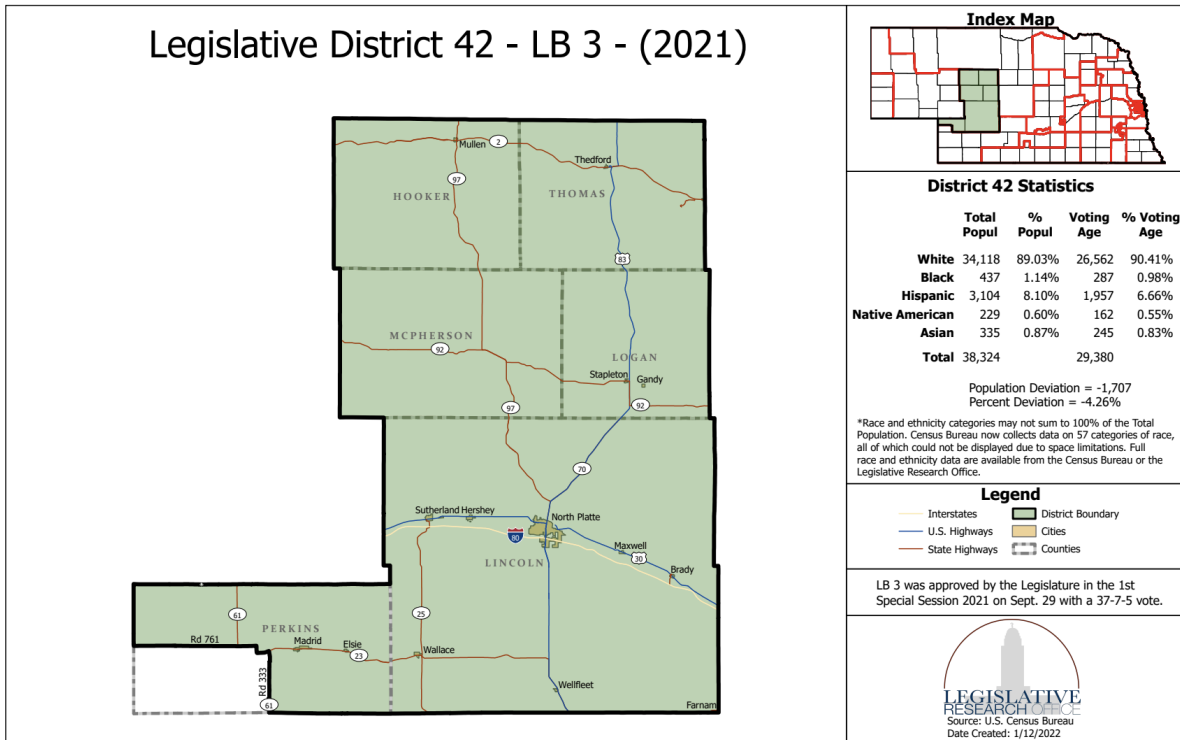 Legislative District 42 - LB 3 - (2021)
Mullen
2
Thedford
97
HOOKER
THOMAS
83
MCPHERSON
92
LOGAN
Stapleton
Gandy
97
92
70
Sutherland
Hershey
North Platte
80
Maxwell
30
LINCOLN
Brady
61
25
PERKINS
Rd 761
Madrid
Elsie
23
Wallace
Rd 333
Wellfleet
61
Farnam
Index Map
District 42 Statistics
Total Popul % Popul Voting Age % Voting Age
White 34,118 89.03% 26,562 90.41%
Black 437 1.14% 287 0.98%
Hispanic 3,104 8.10% 1,957 6.66%
Native American 229 0.60% 162 0.55%
Asian 335 0.87% 245 0.83%
Total 38,324 29,380
Population Deviation = -1,707
Percent Deviation = -4.26%
*Race and ethnicity categories may not sum to 100% of the Total
Population. Census Bureau now collects data on 57 categories of race,
all of which could not be displayed due to space limitations. Full
race and ethnicity data are available from the Census Bureau or the
Legislative Research Office.
Legend
Interstates
District Boundary
U.S. Highways
Cities
State Highways
Counties
LB 3 was approved by the Legislature in the 1st
Special Session 2021 on Sept. 29 with a 37-7-5 vote.
LEGISLATIVE
RESEARCH OFFICE
Source: U.S. Census Bureau
Date Created: 1/12/2022